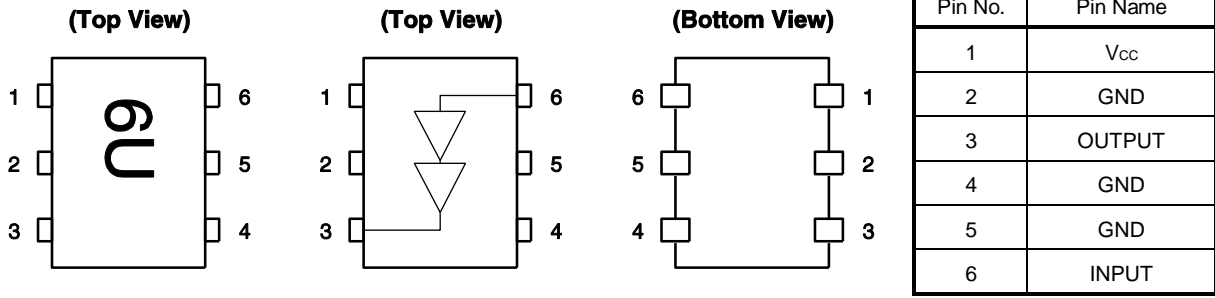 (Top View)
1
2
3
6U
6
5
4
(Top View)
1
2
3
6
5
4
(Bottom View)
6
5
4
1
2
3
Pin No. Pin Name
1 Vcc
2 GND
3 OUTPUT
4 GND
5 GND
6 INPUT